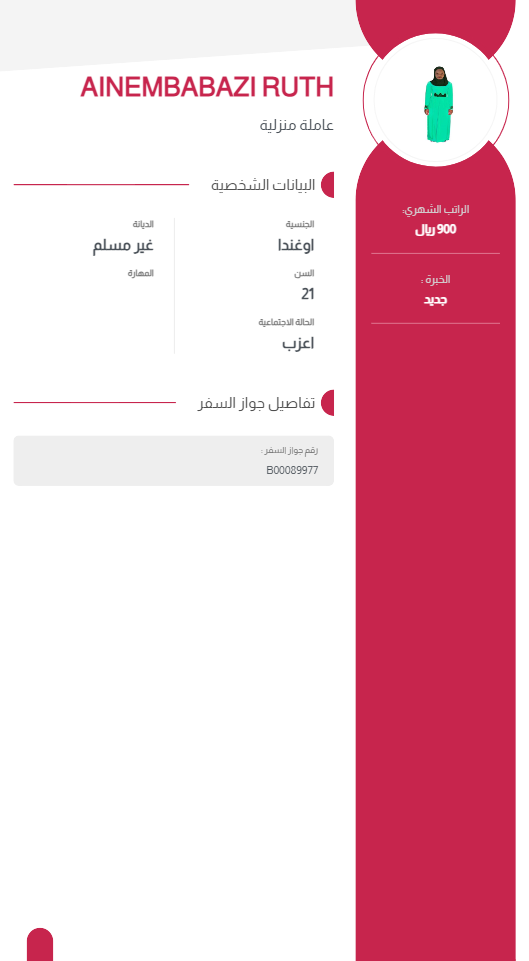 AINEMBABAZI RUTH
عاملة منزلية
الراتب الشهري:
900 ريال
الخبرة :
جديد
البيانات الشخصية
الجنسية
اوغندا
السن
21
الحالة الاجتماعية
اعزب
الديانة
غير مسلم
المهارة
تفاصيل جواز السفر
رقم جواز السفر :
B00089977